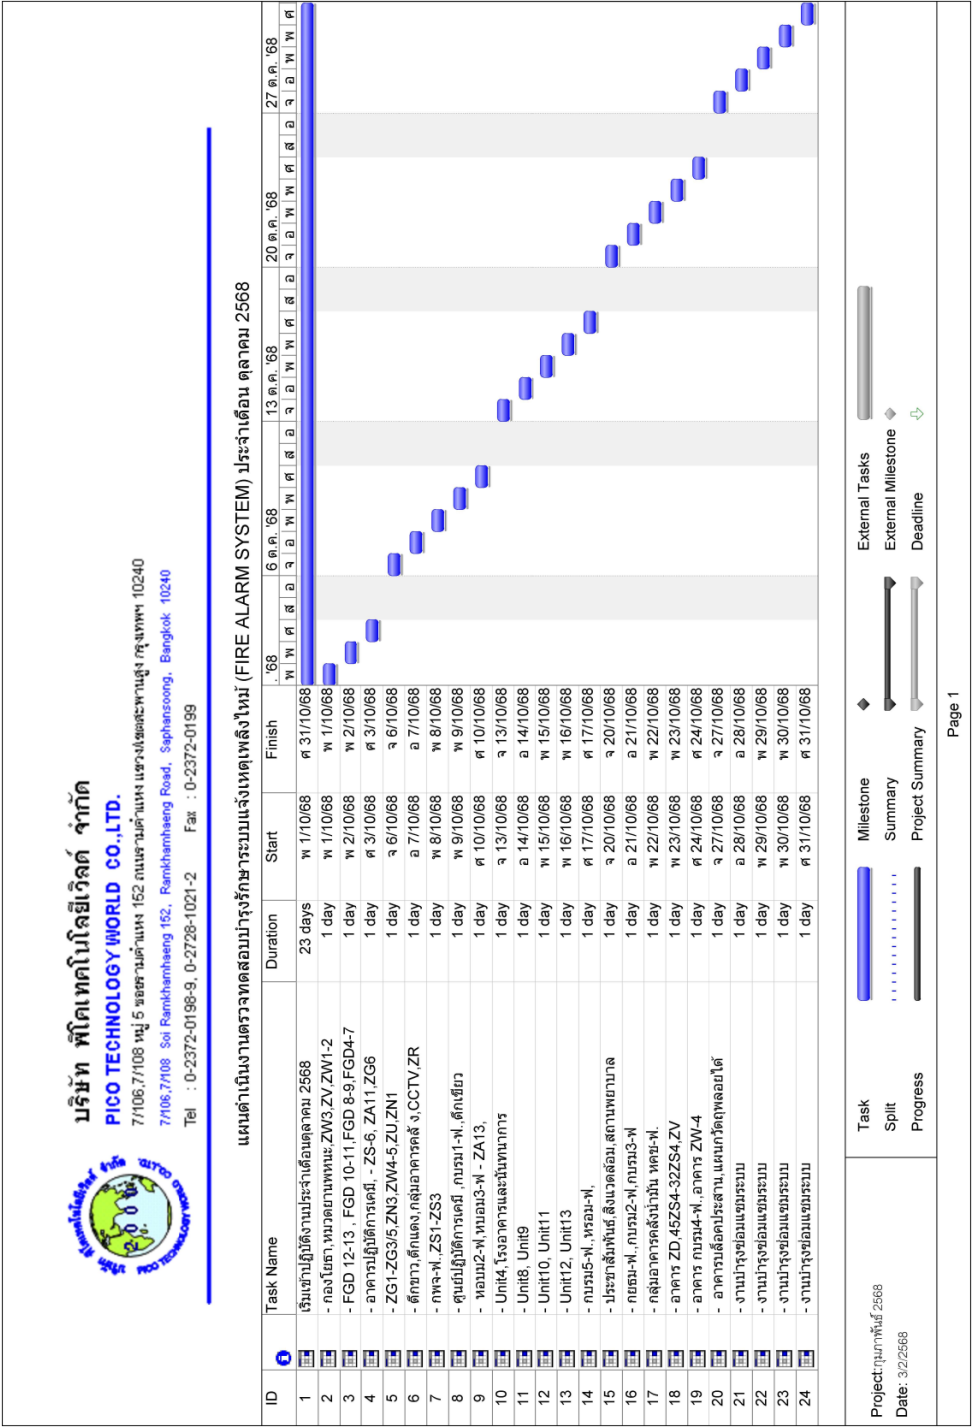 บริษัท พิโคเทคโนโลยีเวิลด์ จำกัด
PICO TECHNOLOGY WORLD CO.,LTD.
7/106,7/108 หมู่ 5 ซอยรามคำแหง 152 ถนนรามคำแหง แขวง/เขตสะพานสูง กรุงเทพฯ 10240
7/106,7/108 Soi Ramkhamhaeng 152, Ramkhamhaeng Road, Saphansoong, Bangkok 10240
Tel : 0-2372-0198-9, 0-2728-1021-2 Fax : 0-2372-0199
แผนดำเนินงานตรวจทดสอบบำรุงรักษาระบบแจ้งเหตุเพลิงไหม้ (FIRE ALARM SYSTEM) ประจำเดือน ตุลาคม 2568
ID Task Name Duration Start Finish . '68 6 ต.ค. '68 13 ต.ค. '68 20 ต.ค. '68 27 ต.ค. '68
พ พ ศ ส อ จ อ พ พ ศ ส อ จ อ พ พ ศ ส อ จ อ พ พ ศ ส อ จ อ พ พ ศ
1 เริ่มเข้าปฏิบัติงานประจำเดือนตุลาคม 2568 23 days พ 1/10/68 ศ 31/10/68
2 - กองโยธา,หมวดยานพาหนะ,ZW3,ZV,ZW1-2 1 day พ 1/10/68 พ 1/10/68
3 - FGD 12-13 , FGD 10-11,FGD 8-9,FGD4-7 1 day พ 2/10/68 พ 2/10/68
4 - อาคารปฏิบัติการเคมี, - ZS-6, ZA11,ZG6 1 day ศ 3/10/68 ศ 3/10/68
5 - ZG1-ZG3/5,ZN3,ZW4-5,ZU,ZN1 1 day จ 6/10/68 จ 6/10/68
6 - ตึกขาว,ตึกแดง,กลุ่มอาคารคลัง,CCTV,ZR 1 day อ 7/10/68 อ 7/10/68
7 - กพจ-ฟ,ZS1-ZS3 1 day พ 8/10/68 พ 8/10/68
8 - ศูนย์ปฏิบัติการเคมี ,กบรม1-ฟ.,ตึกเขียว 1 day พ 9/10/68 พ 9/10/68
9 - หอบม2-ฟ,หบอม3-ฟ - ZA13, 1 day ศ 10/10/68 ศ 10/10/68
10 - Unit4,โรงอาคารและนันทนาการ 1 day จ 13/10/68 จ 13/10/68
11 - Unit8, Unit9 1 day อ 14/10/68 อ 14/10/68
12 - Unit10, Unit11 1 day พ 15/10/68 พ 15/10/68
13 - Unit12, Unit13 1 day พ 16/10/68 พ 16/10/68
14 - กบรม5-ฟ.,หรอม-ฟ, 1 day ศ 17/10/68 ศ 17/10/68
15 - ประชาสัมพันธ์,สิ่งแวดล้อม,สถานพยาบาล 1 day จ 20/10/68 จ 20/10/68
16 - กยธม-ฟ.,กบรม2-ฟ,กบรม3-ฟ 1 day อ 21/10/68 อ 21/10/68
17 - กลุ่มอาคารคลังน้ำมัน หคช-ฟ. 1 day พ 22/10/68 พ 22/10/68
18 - อาคาร ZD,45ZS4-32ZS4,ZV 1 day พ 23/10/68 พ 23/10/68
19 - อาคาร กบรม4-ฟ.,อาคาร ZW-4 1 day ศ 24/10/68 ศ 24/10/68
20 - อาคารบล็อคประสาน,แผนกวัตถุพลอยได้ 1 day จ 27/10/68 จ 27/10/68
21 - งานบำรุงซ่อมแซมระบบ 1 day อ 28/10/68 อ 28/10/68
22 - งานบำรุงซ่อมแซมระบบ 1 day พ 29/10/68 พ 29/10/68
23 - งานบำรุงซ่อมแซมระบบ 1 day พ 30/10/68 พ 30/10/68
24 - งานบำรุงซ่อมแซมระบบ 1 day ศ 31/10/68 ศ 31/10/68
Project:กุมภาพันธ์ 2568
Date: 3/2/2568
Task Milestone External Tasks
Split Summary External Milestone
Progress Project Summary Deadline
Page 1